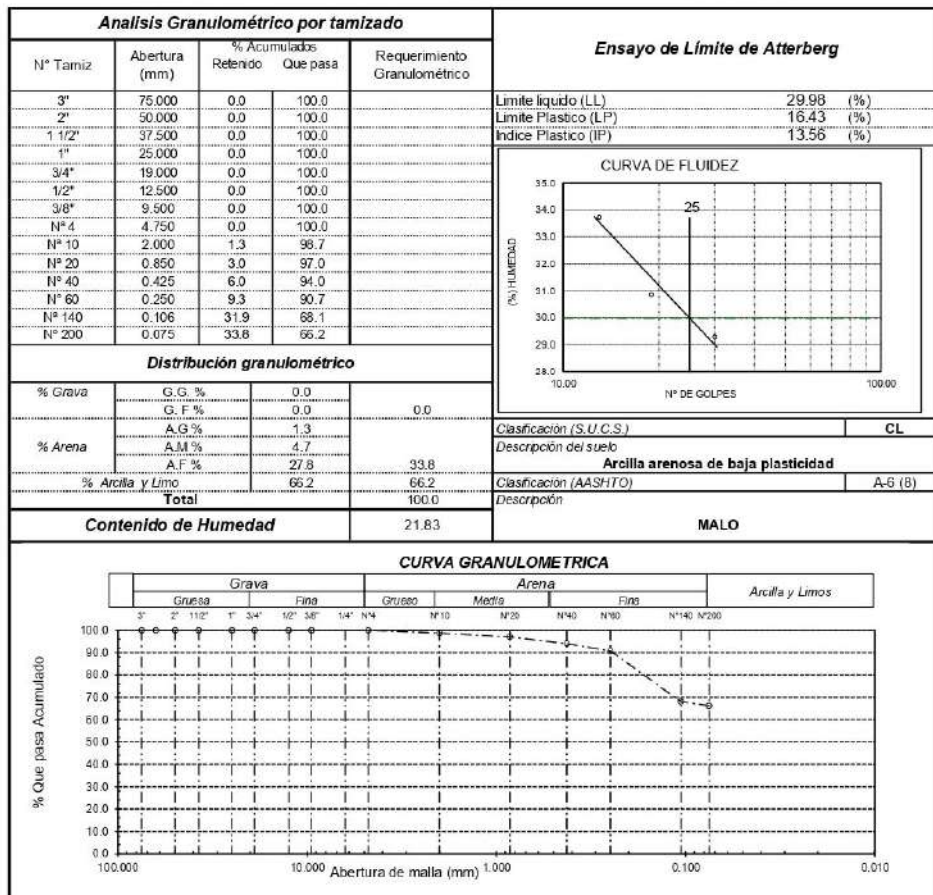 Analisis Granulométrico por tamizado
N° Tamiz Abertura (mm) % Acumulados Retenido Que pasa Requerimiento Granulométrico
3" 75.000 0.0 100.0
2" 50.000 0.0 100.0
1 1/2" 37.500 0.0 100.0
1" 25.000 0.0 100.0
3/4" 19.000 0.0 100.0
1/2" 12.500 0.0 100.0
3/8" 9.500 0.0 100.0
Nª 4 4.750 0.0 100.0
Nª 10 2.000 1.3 98.7
Nª 20 0.850 3.0 97.0
Nª 40 0.425 6.0 94.0
N° 60 0.250 9.3 90.7
Nª 140 0.106 31.9 68.1
N° 200 0.075 33.8 66.2
Distribución granulométrico
% Grava G.G. % 0.0
G. F % 0.0 0.0
% Arena A.G % 1.3
A.M % 4.7
A.F % 27.8 33.8
% Arcilla y Limo 66.2 66.2
Total 100.0
Contenido de Humedad 21.83
Ensayo de Límite de Atterberg
Limite liquido (LL) 29.98 (%)
Limite Plastico (LP) 16.43 (%)
Indice Plastico (IP) 13.56 (%)
CURVA DE FLUIDEZ
35.0
34.0
33.0
32.0
31.0
30.0
29.0
28.0
25
(%) HUMEDAD
10.00 100.00
N° DE GOLPES
Clasificación (S.U.C.S.) CL
Descripción del suelo
Arcilla arenosa de baja plasticidad
Clasificación (AASHTO) A-6 (8)
Descripción
MALO
CURVA GRANULOMETRICA
Grava Arena Arcilla y Limos
Gruesa Fina Grueso Media Fina
3" 2" 11/2" 1" 3/4" 1/2" 3/8" 1/4" N°4 N°10 N°20 N°40 N°60 N°140 N°200
100.0
90.0
80.0
70.0
60.0
50.0
40.0
30.0
20.0
10.0
0.0
% Que pasa Acumulado
100.000 10.000 1.000 0.100 0.010
Abertura de malla (mm)